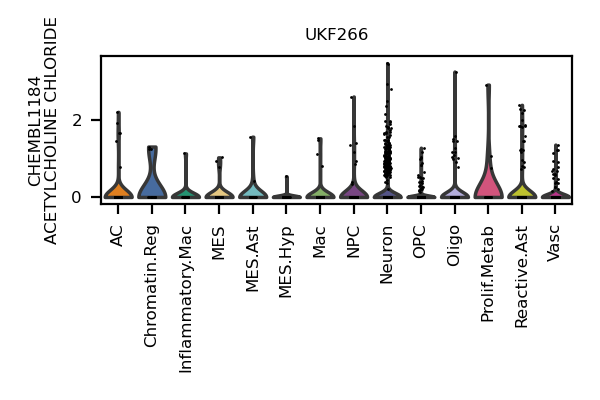 UKF266
CHEMBL1184
ACETYLCHOLINE CHLORIDE
2
0
AC
Chromatin.Reg
Inflammatory.Mac
MES
MES.Ast
MES.Hyp
Mac
NPC
Neuron
OPC
Oligo
Prolif.Metab
Reactive.Ast
Vasc